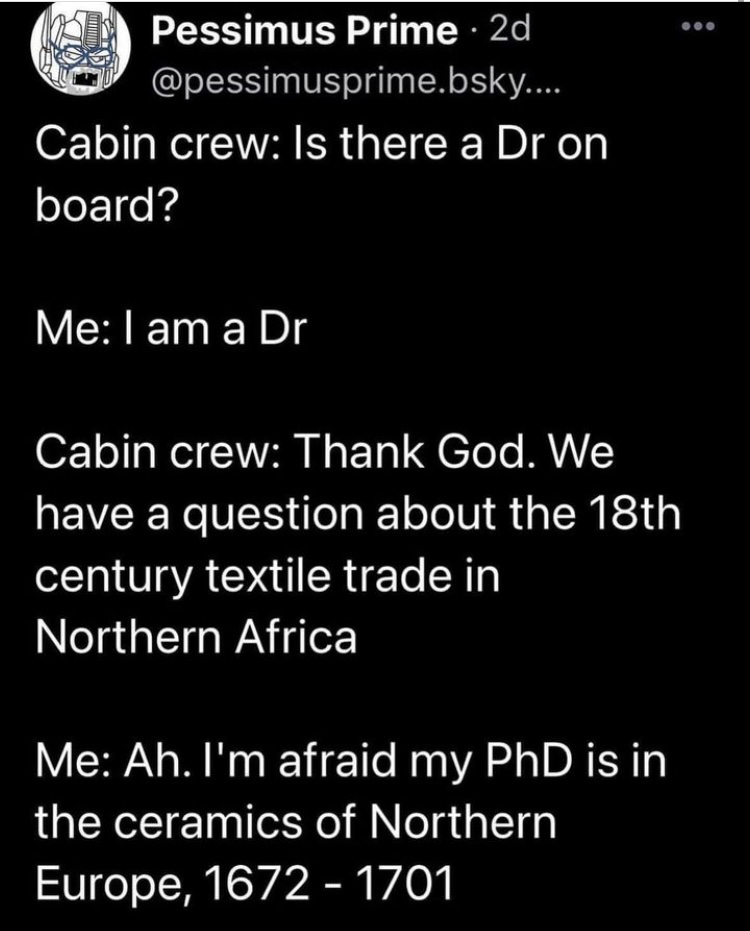 Pessimus Prime · 2d
@pessimusprime.bsky....
Cabin crew: Is there a Dr on
board?
Me: I am a Dr
Cabin crew: Thank God. We
have a question about the 18th
century textile trade in
Northern Africa
Me: Ah. I'm afraid my PhD is in
the ceramics of Northern
Europe, 1672 - 1701